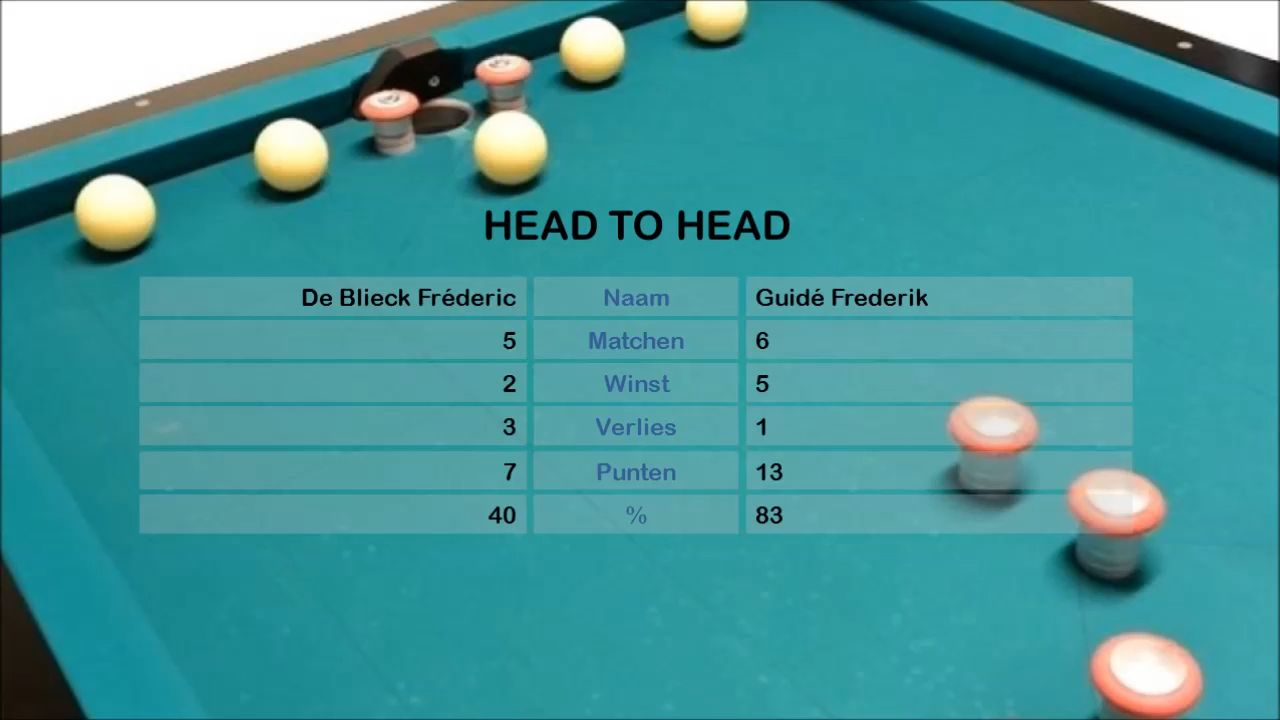 HEAD TO HEAD
De Blieck Fréderic Naam Guidé Frederik
5 Matchen 6
2 Winst 5
3 Verlies 1
7 Punten 13
40 % 83